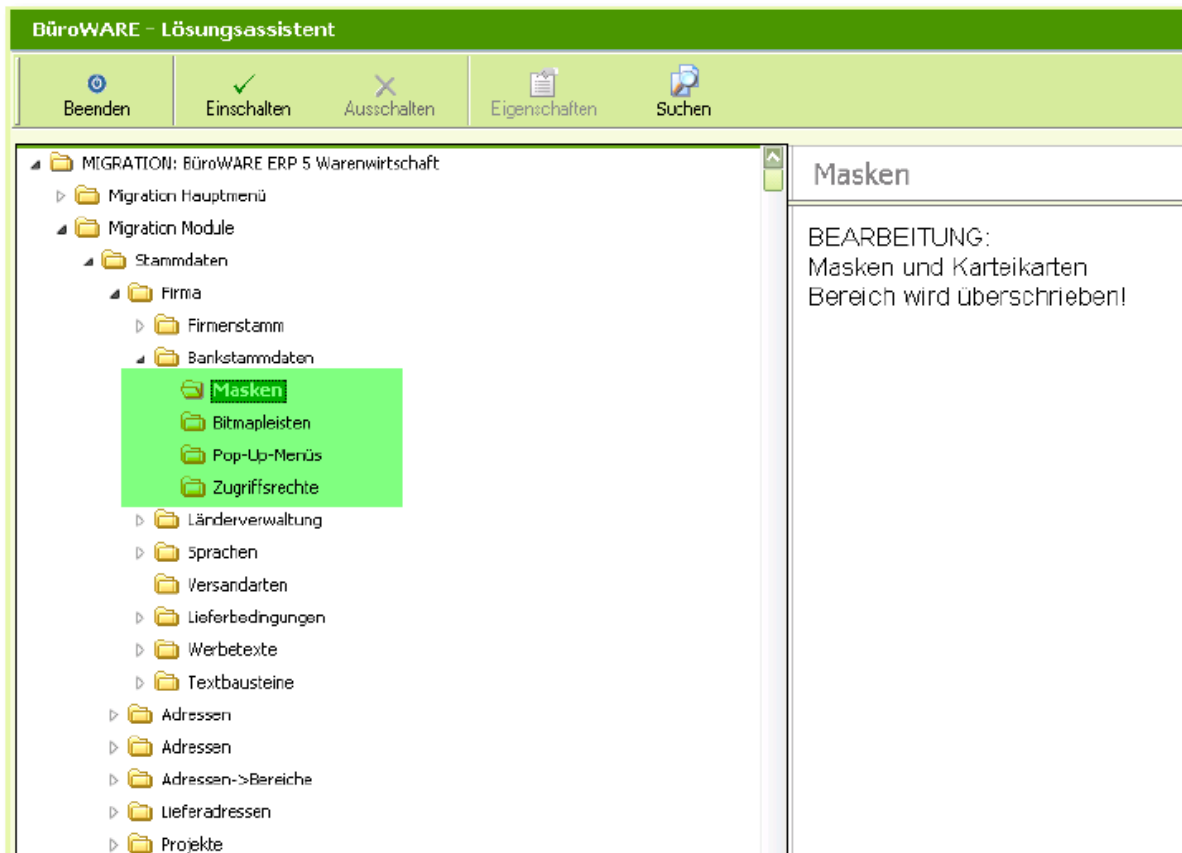 BüroWARE - Lösungsassistent
Beenden
Einschalten
Ausschalten
Eigenschaften
Suchen
MIGRATION: BüroWARE ERP 5 Warenwirtschaft
Migration Hauptmenü
Migration Module
Stammdaten
Firma
Firmenstamm
Bankstammdaten
Masken
Bitmapleisten
Pop-Up-Menüs
Zugriffsrechte
Länderverwaltung
Sprachen
Versandarten
Lieferbedingungen
Werbetexte
Textbausteine
Adressen
Adressen
Adressen->Bereiche
Lieferadressen
Projekte
Masken
BEARBEITUNG:
Masken und Karteikarten
Bereich wird überschrieben!